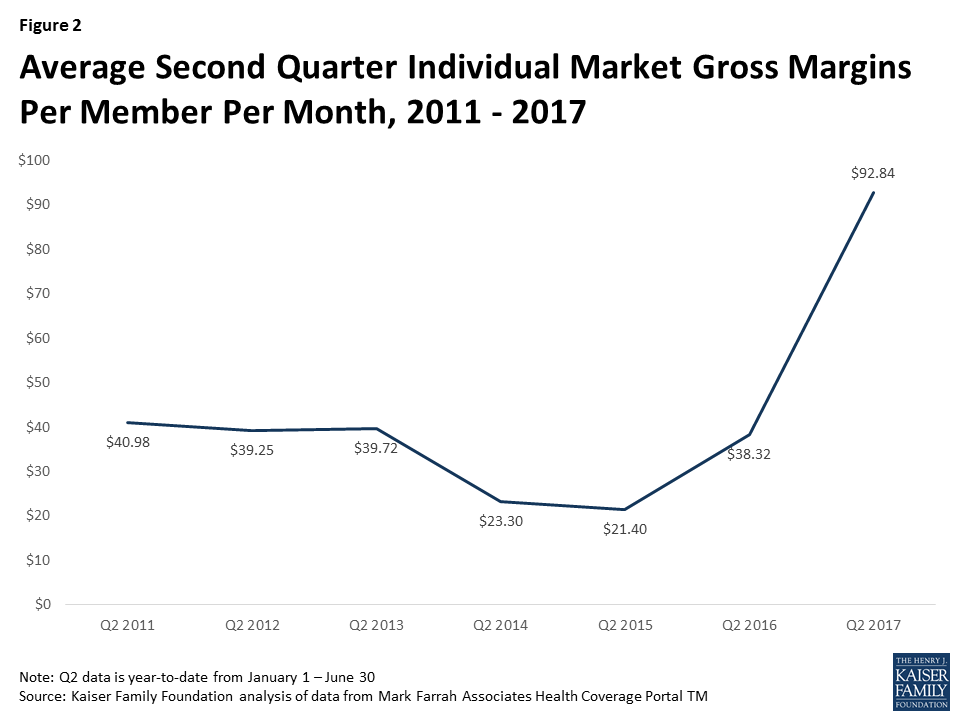 Figure 2
Average Second Quarter Individual Market Gross Margins
Per Member Per Month, 2011 - 2017
$100
$90
$80
$70
$60
$50
$40
$30
$20
$10
$0
$40.98
$39.25
$39.72
$23.30
$21.40
$38.32
$92.84
Q2 2011
Q2 2012
Q2 2013
Q2 2014
Q2 2015
Q2 2016
Q2 2017
Note: Q2 data is year-to-date from January 1 – June 30
Source: Kaiser Family Foundation analysis of data from Mark Farrah Associates Health Coverage Portal TM
THE HENRY J.
KAISER
FAMILY
FOUNDATION